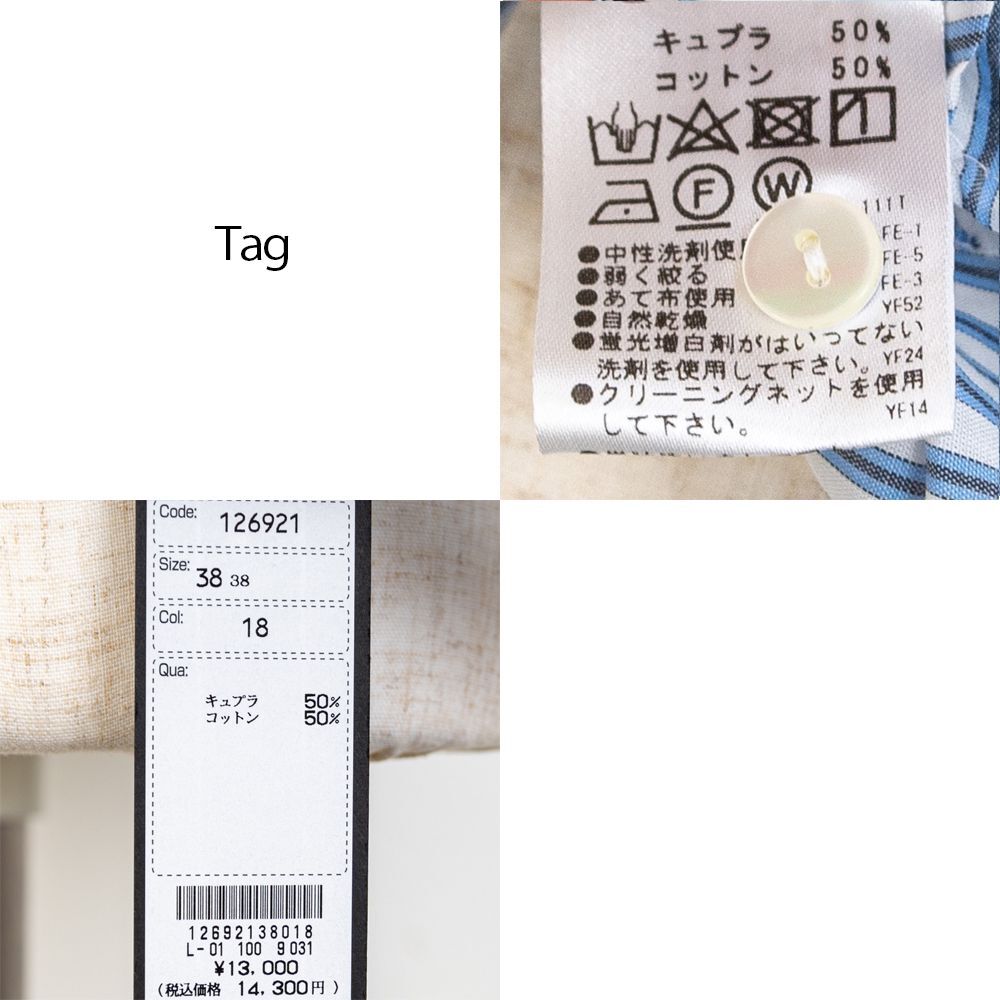 Tag
キュプラ 50%
コットン 50%
F W
111T
●中性洗剤使 FE-1
●弱く絞る FE-5
●あて布使用 FE-3
●自然乾燥 YF52
●蛍光増白剤がはいってない
洗剤を使用して下さい。 YF24
●クリーニングネットを使用
して下さい。 YF14
Code: 126921
Size: 38 38
Col: 18
Qua:
キュプラ 50%
コットン 50%
12692138018
L-01 100 9031
¥13,000
(税込価格 14,300円)